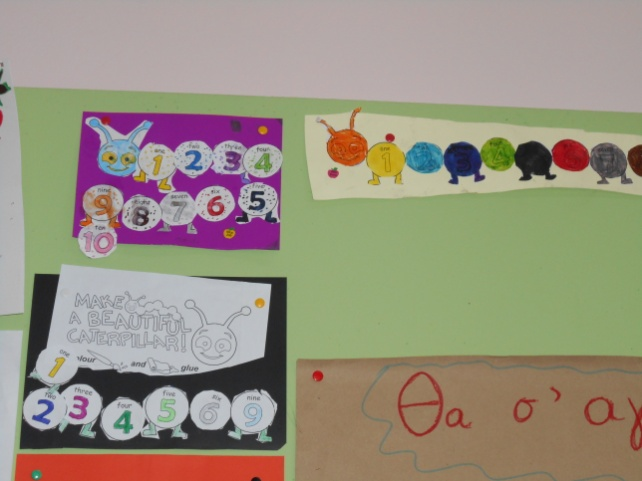 one two three four
1 2 3 4
nine eight seven six five
9 8 7 6 5
ten
10
one
1
MAKE
A BEAUTIFUL
CATERPILLAR!
colour and glue
one
1
two three four five six nine
2 3 4 5 6 9
θα σ' αγ